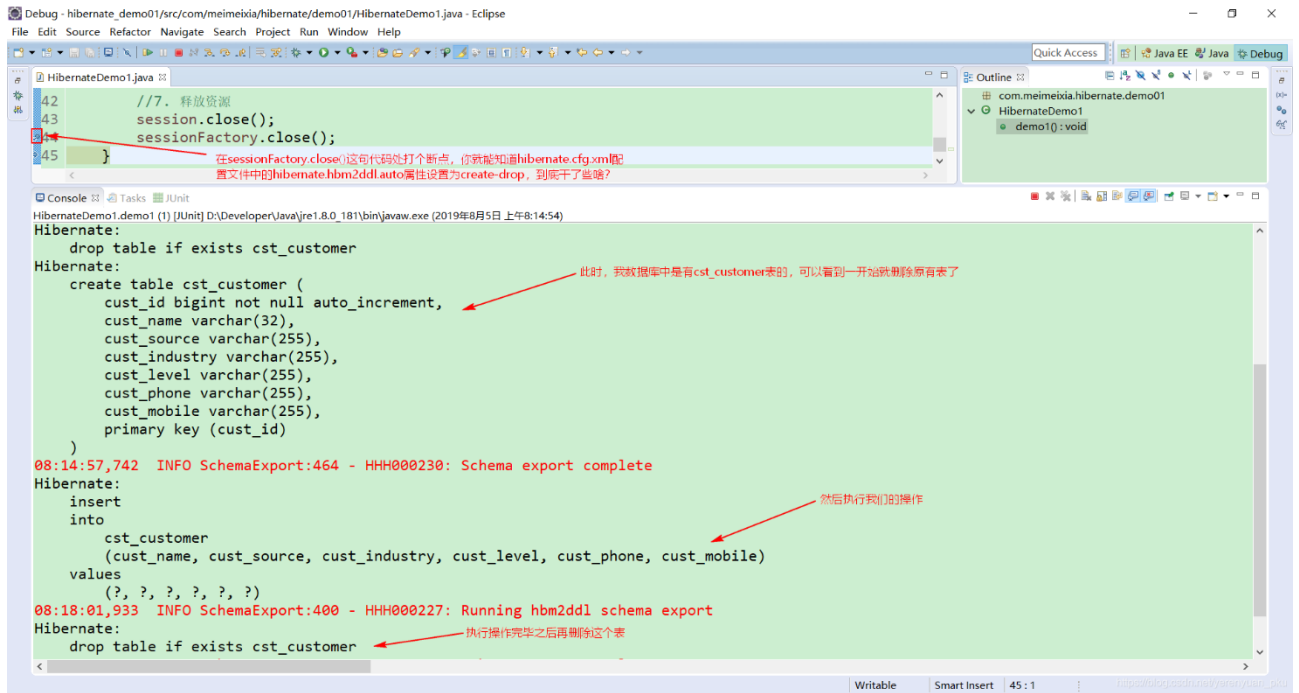 Debug - hibernate_demo01/src/com/meimeixia/hibernate/demo01/HibernateDemo1.java - Eclipse
File Edit Source Refactor Navigate Search Project Run Window Help
Quick Access
Java EE Java Debug
HibernateDemo1.java
42 //7. 释放资源
43 session.close();
44 sessionFactory.close();
45 }
在sessionFactory.close()这句代码处打个断点，你就能知道hibernate.cfg.xml配
置文件中的hibernate.hbm2ddl.auto属性设置为create-drop，到底干了些啥？
Outline
com.meimeixia.hibernate.demo01
HibernateDemo1
demo1() : void
Console Tasks JUnit
HibernateDemo1.demo1 (1) [JUnit] D:\Developer\Java\jre1.8.0_181\bin\javaw.exe (2019年8月5日 上午8:14:54)
Hibernate:
drop table if exists cst_customer
Hibernate:
此时，我数据库中是有cst_customer表的，可以看到一开始就删除原有表了
create table cst_customer (
cust_id bigint not null auto_increment,
cust_name varchar(32),
cust_source varchar(255),
cust_industry varchar(255),
cust_level varchar(255),
cust_phone varchar(255),
cust_mobile varchar(255),
primary key (cust_id)
)
08:14:57,742 INFO SchemaExport:464 - HHH000230: Schema export complete
Hibernate:
insert
然后执行我们的操作
into
cst_customer
(cust_name, cust_source, cust_industry, cust_level, cust_phone, cust_mobile)
values
(?, ?, ?, ?, ?, ?)
08:18:01,933 INFO SchemaExport:400 - HHH000227: Running hbm2ddl schema export
Hibernate:
执行操作完毕之后再删除这个表
drop table if exists cst_customer
Writable Smart Insert 45 : 1